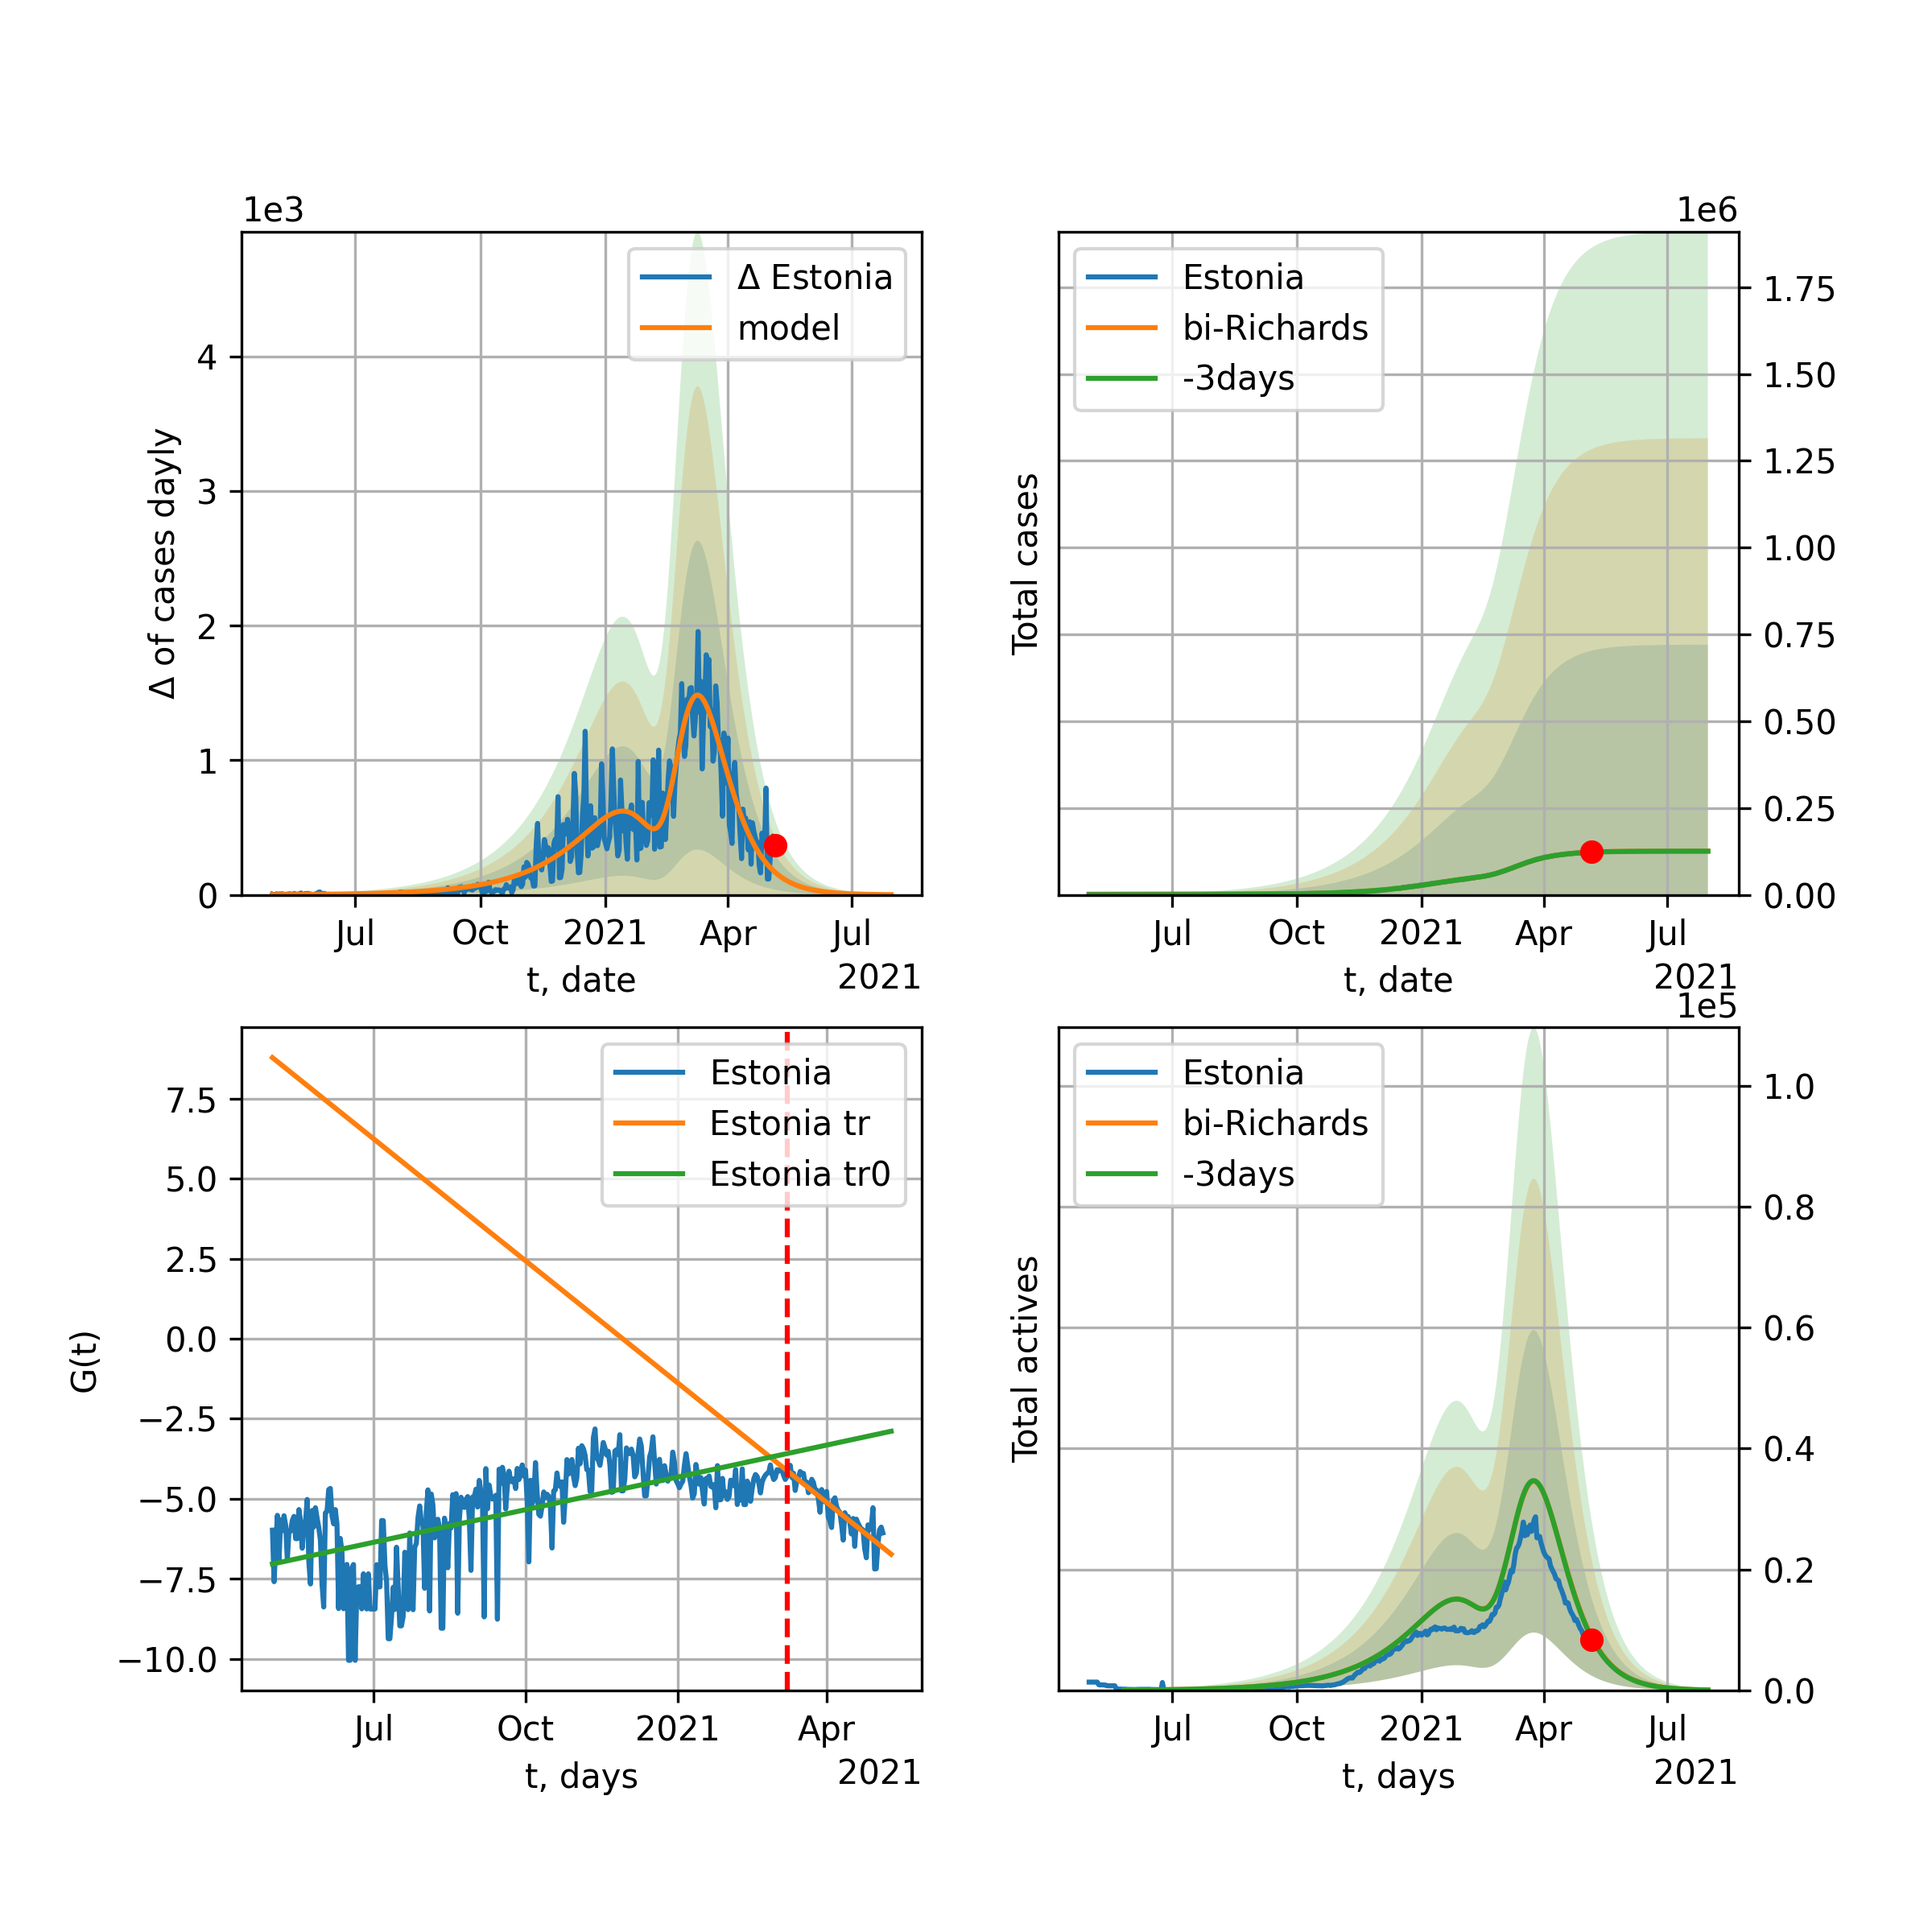 1e3
Δ Estonia
model
4
3
2
1
0
Δ of cases dayly
Jul
Oct
2021
Apr
Jul
t, date
2021
1e6
Estonia
bi-Richards
-3days
Total cases
1.75
1.50
1.25
1.00
0.75
0.50
0.25
0.00
Jul
Oct
2021
Apr
Jul
t, date
2021
Estonia
Estonia tr
Estonia tr0
7.5
5.0
2.5
0.0
−2.5
−5.0
−7.5
−10.0
G(t)
Jul
Oct
2021
Apr
t, days
2021
1e5
Estonia
bi-Richards
-3days
Total actives
1.0
0.8
0.6
0.4
0.2
0.0
Jul
Oct
2021
Apr
Jul
t, days
2021